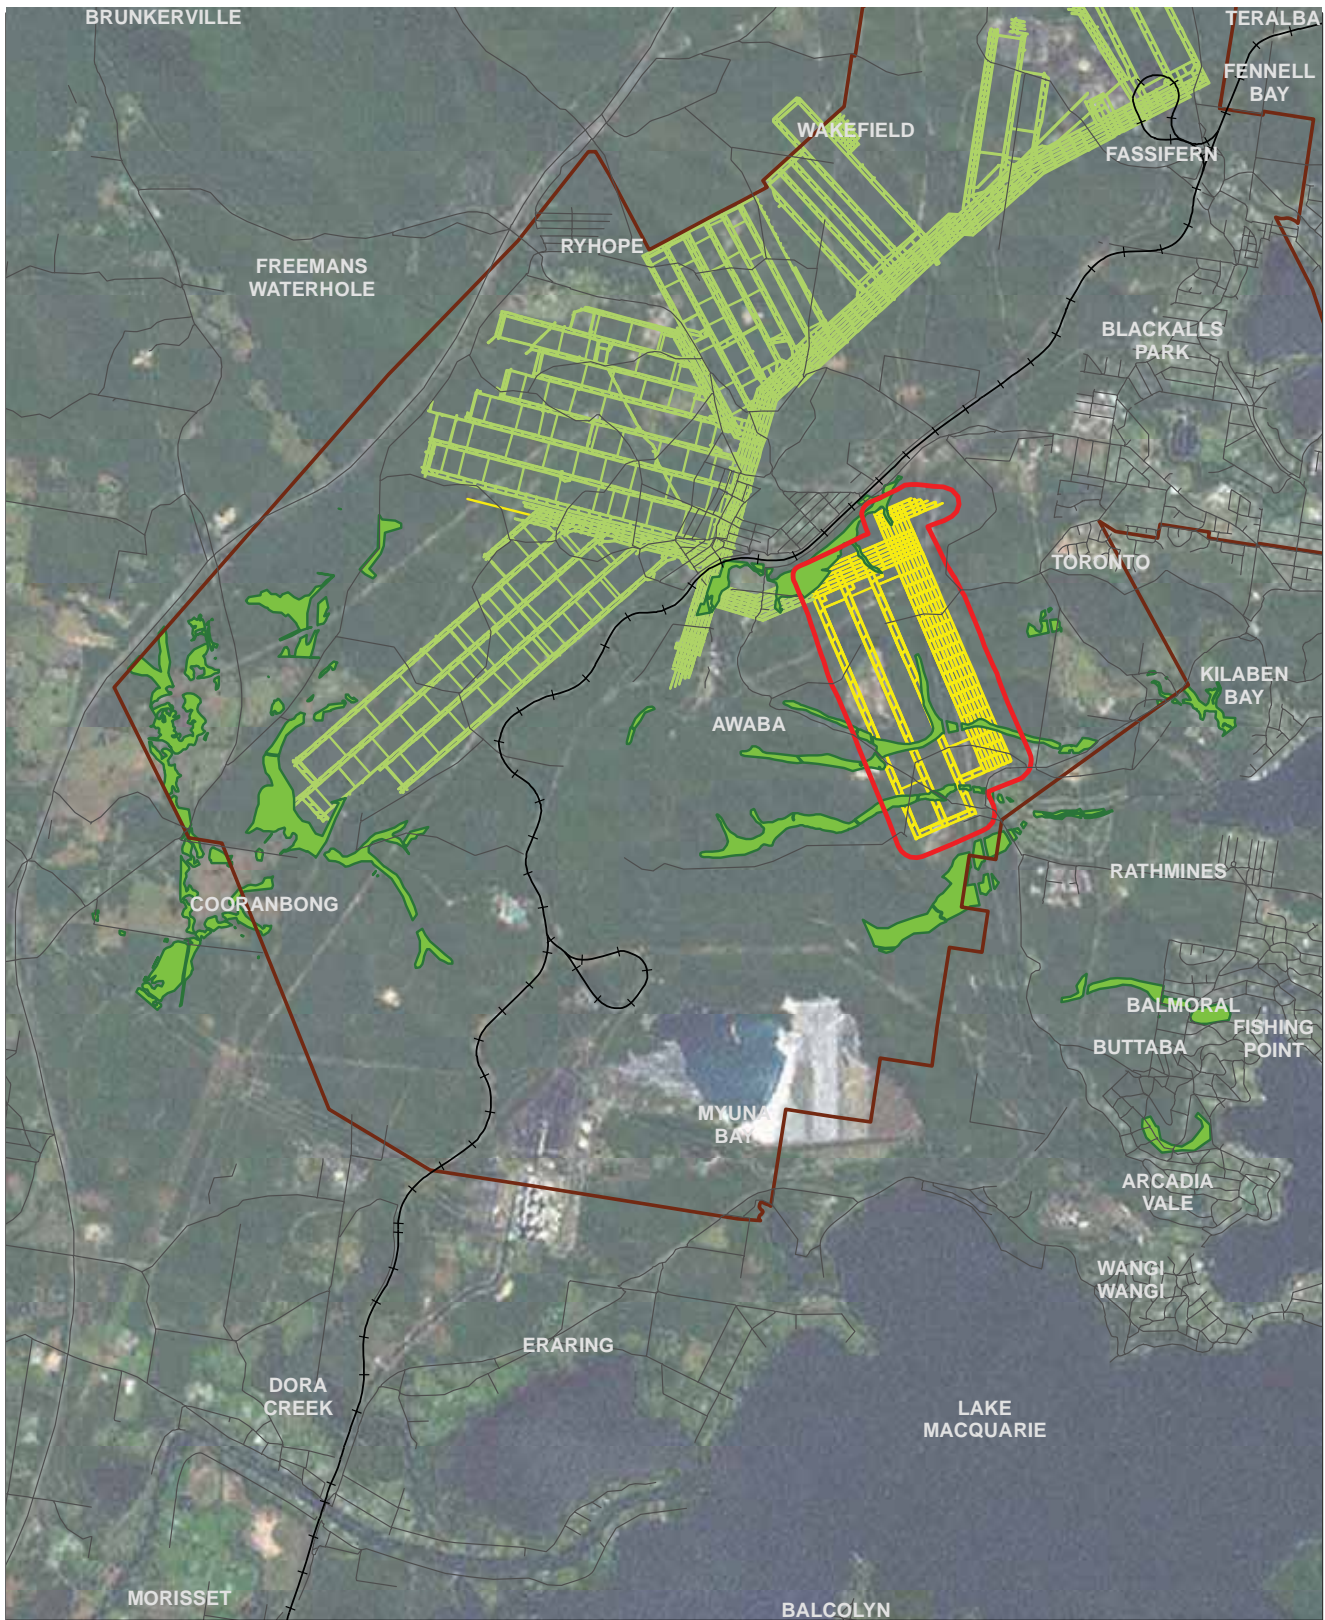 BRUNKERVILLE
TERALBA
FENNELL
BAY
WAKEFIELD
FASSIFERN
RYHOPE
FREEMANS
WATERHOLE
BLACKALLS
PARK
TORONTO
KILABEN
BAY
AWABA
RATHMINES
COORANBONG
BALMORAL
FISHING
POINT
BUTTABA
MYUNA
BAY
ARCADIA
VALE
WANGI
WANGI
ERARING
DORA
CREEK
LAKE
MACQUARIE
MORISSET
BALCOLYN